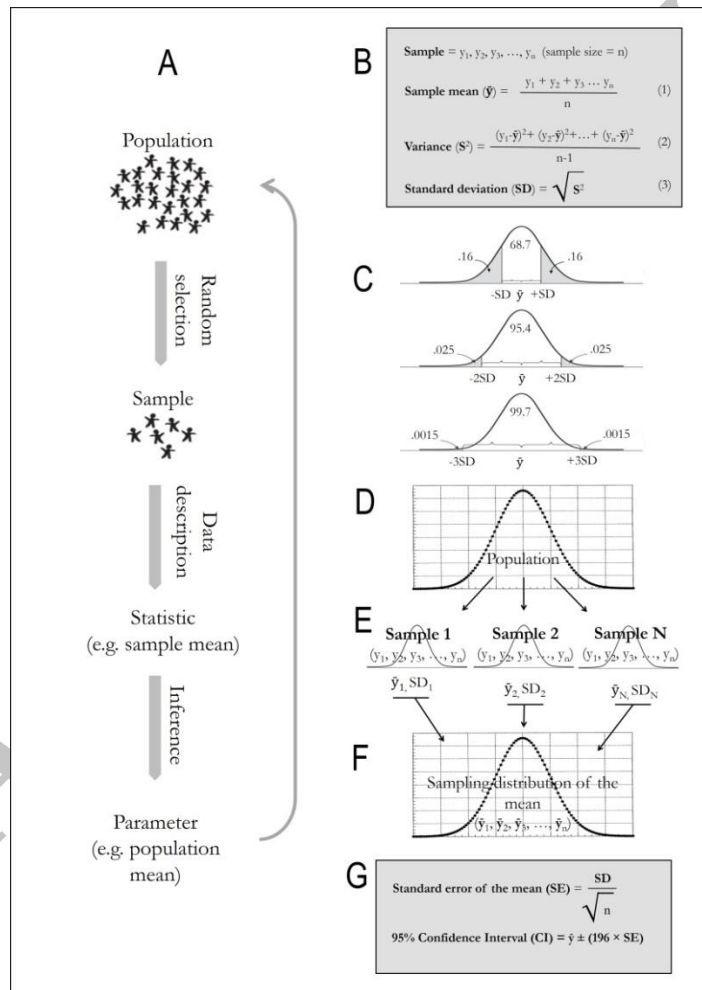 A
Population
Random
selection
Sample
Data
description
Statistic
(e.g. sample mean)
Inference
Parameter
(e.g. population
mean)
B
Sample = y₁, y₂, y₃, ..., yₙ (sample size = n)
Sample mean (ȳ) = y₁ + y₂ + y₃ ... yₙ / n (1)
Variance (S²) = (y₁-ȳ)²+ (y₂-ȳ)²+...+ (yₙ-ȳ)² / n-1 (2)
Standard deviation (SD) = √S² (3)
C
.16 68.7 .16
-SD ȳ +SD
.025 95.4 .025
-2SD ȳ +2SD
.0015 99.7 .0015
-3SD ȳ +3SD
D
Population
E
Sample 1 Sample 2 Sample N
(y₁, y₂, y₃, ..., yₙ) (y₁, y₂, y₃, ..., yₙ) (y₁, y₂, y₃, ..., yₙ)
ȳ₁, SD₁ ȳ₂, SD₂ ȳN, SDN
F
Sampling distribution of the
mean
(ȳ₁, ȳ₂, ȳ₃, ..., ȳₙ)
G
Standard error of the mean (SE) = SD / √n
95% Confidence Interval (CI) = ȳ ± (196 × SE)